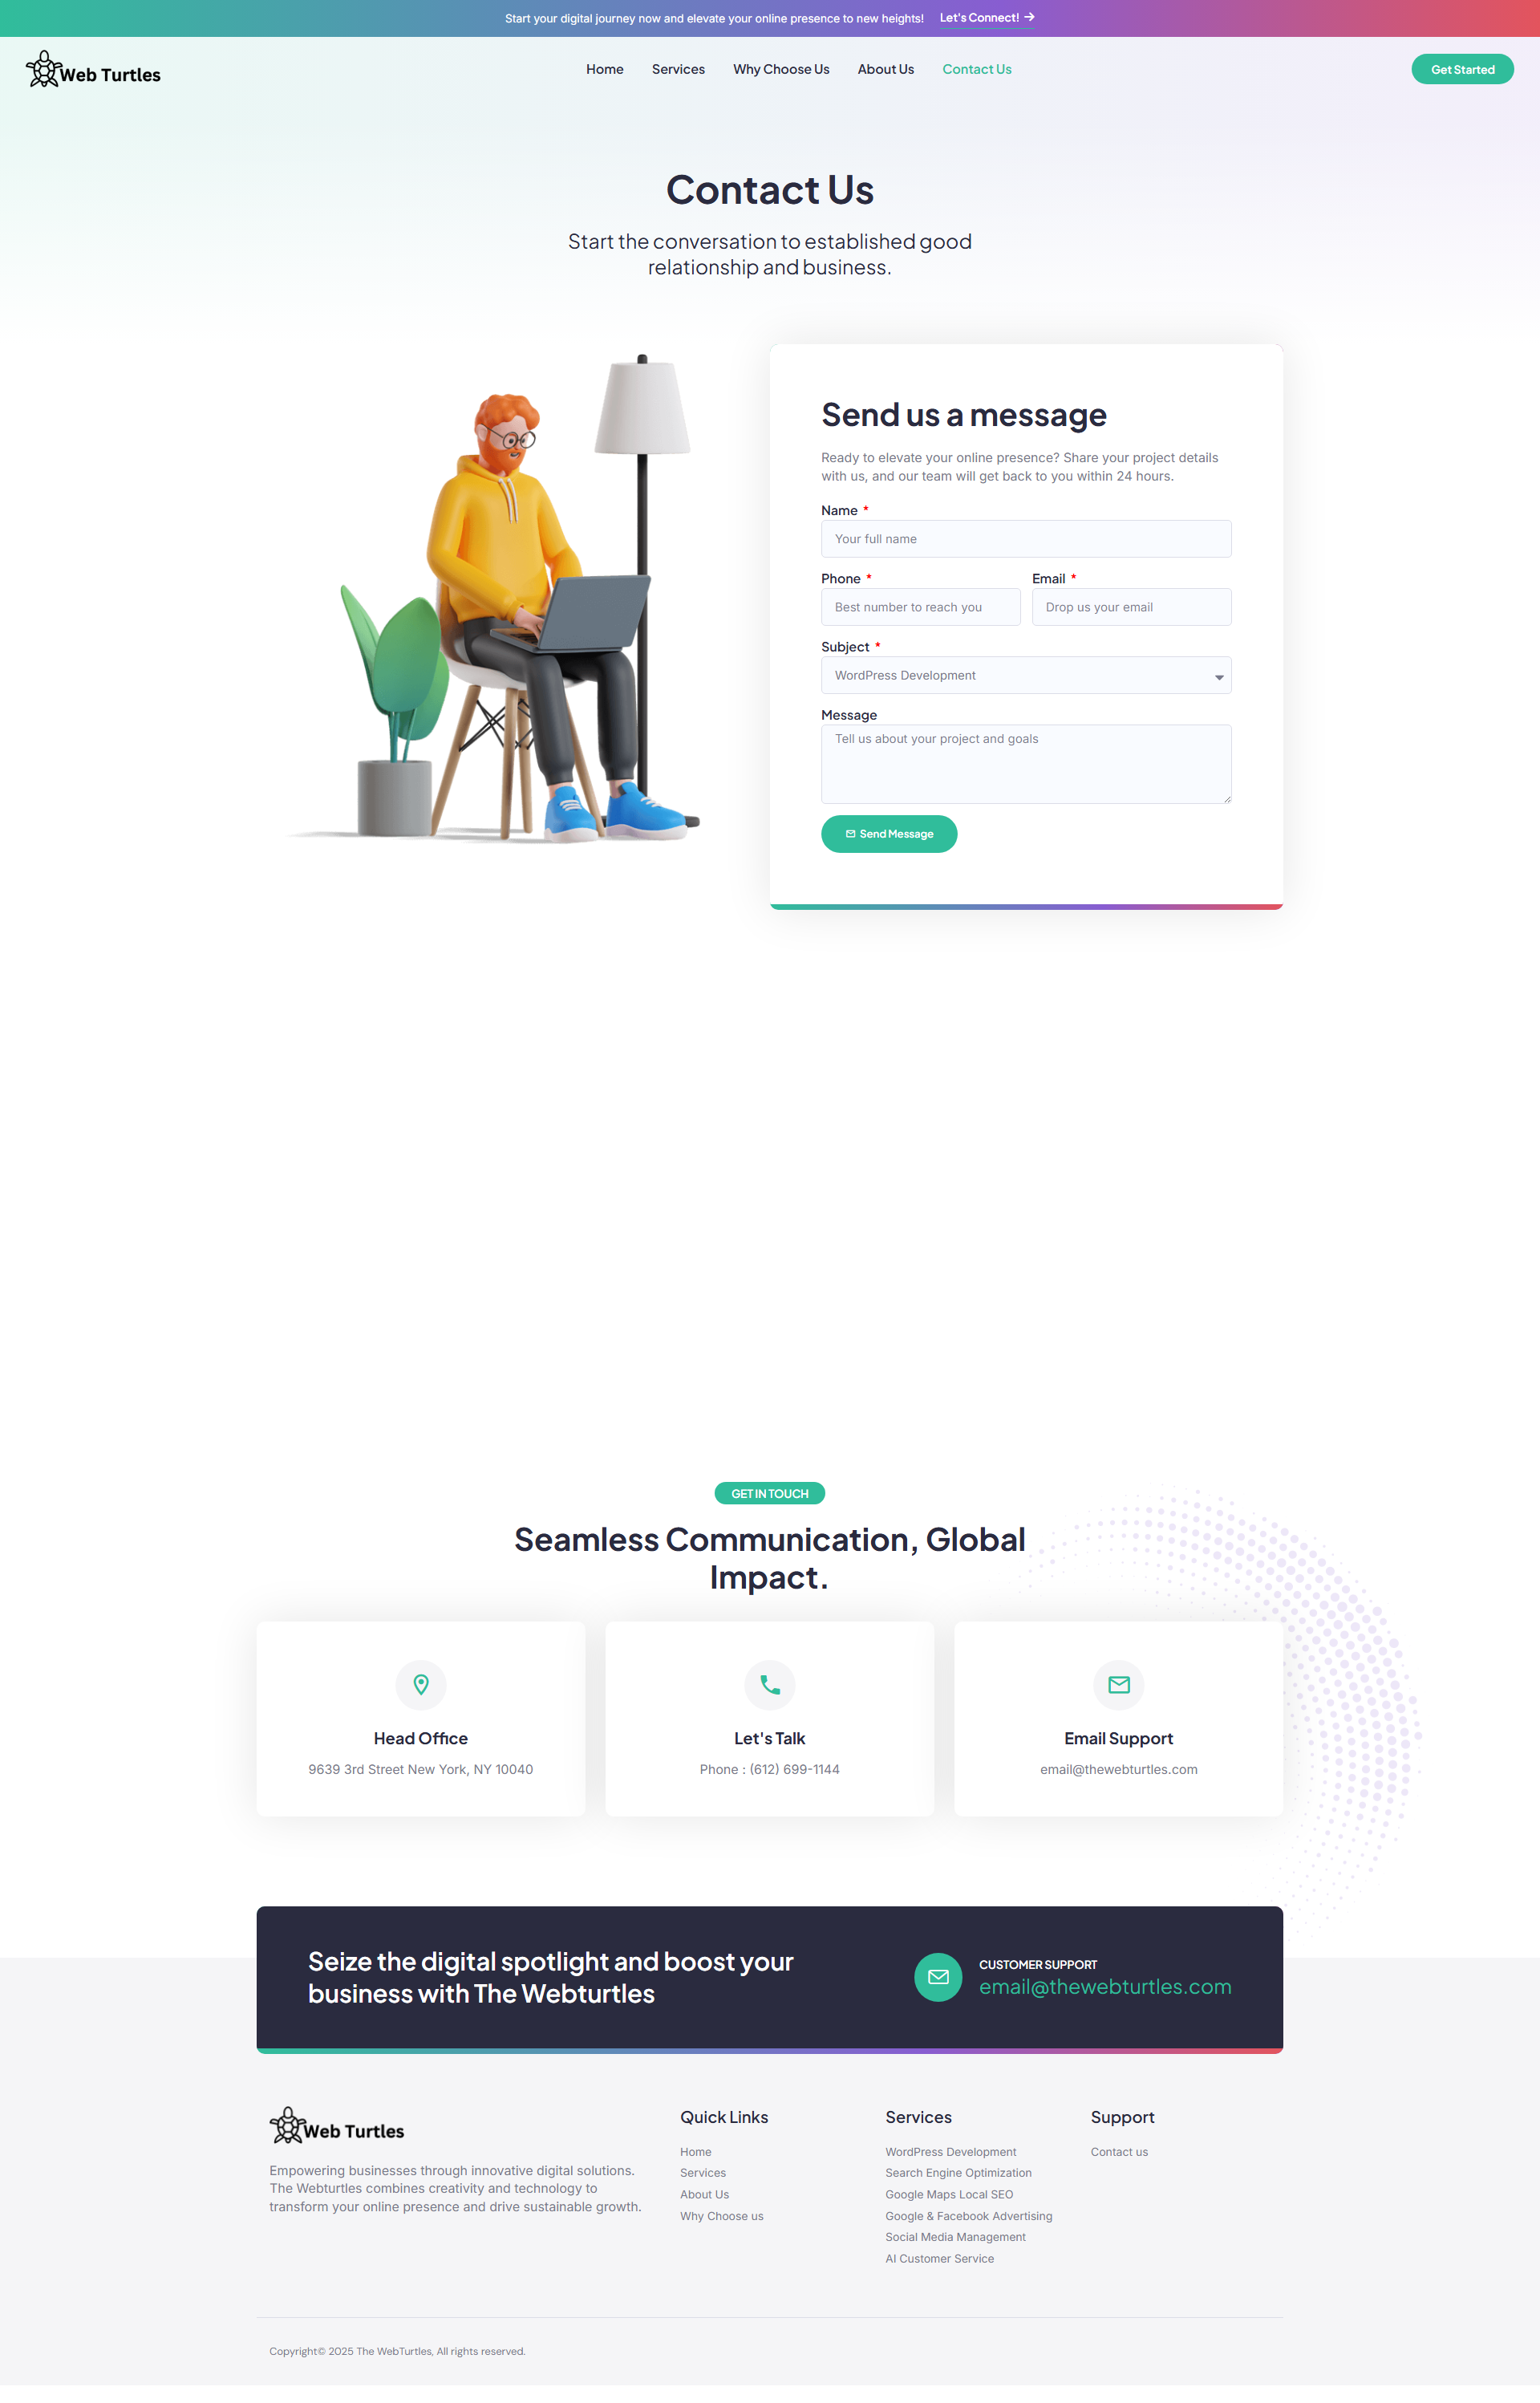 Start your digital journey now and elevate your online presence to new heights! Let's Connect!
Web Turtles
Home Services Why Choose Us About Us Contact Us
Get Started
Contact Us
Start the conversation to established good
relationship and business.
Send us a message
Ready to elevate your online presence? Share your project details
with us, and our team will get back to you within 24 hours.
Name *
Your full name
Phone * Email *
Best number to reach you Drop us your email
Subject *
WordPress Development
Message
Tell us about your project and goals
Send Message
GET IN TOUCH
Seamless Communication, Global
Impact.
Head Office
9639 3rd Street New York, NY 10040
Let's Talk
Phone : (612) 699-1144
Email Support
email@thewebturtles.com
Seize the digital spotlight and boost your
business with The Webturtles
CUSTOMER SUPPORT
email@thewebturtles.com
Web Turtles
Empowering businesses through innovative digital solutions.
The Webturtles combines creativity and technology to
transform your online presence and drive sustainable growth.
Quick Links
Home
Services
About Us
Why Choose us
Services
WordPress Development
Search Engine Optimization
Google Maps Local SEO
Google & Facebook Advertising
Social Media Management
AI Customer Service
Support
Contact us
Copyright© 2025 The WebTurtles, All rights reserved.